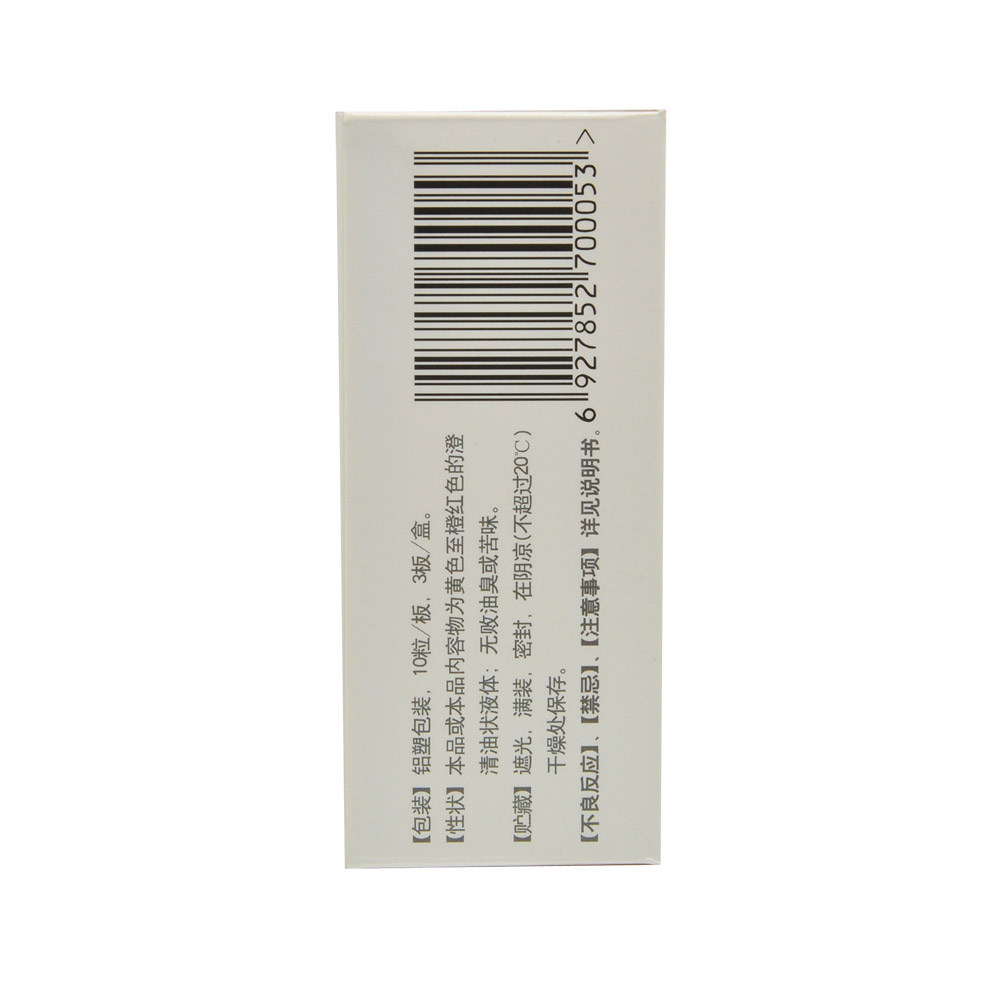 【包装】铝塑包装，10粒/板，3板/盒。
【性状】本品或本品内容物为黄色至橙红色的澄
清油状液体；无败油臭或苦味。
【贮藏】遮光，满装，密封，在阴凉(不超过20℃)
干燥处保存。
【不良反应】、【禁忌】、【注意事项】详见说明书。
6 927852 700053 >